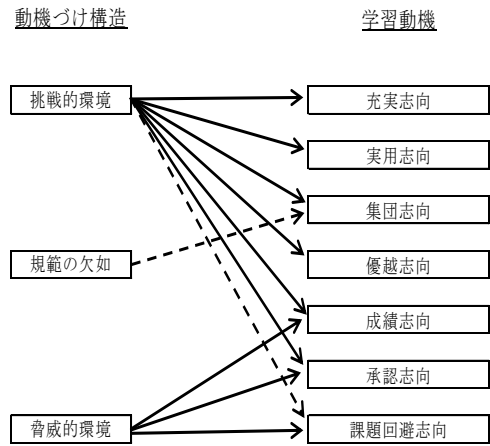 動機づけ構造
学習動機
挑戦的環境
充実志向
実用志向
集団志向
規範の欠如
優越志向
成績志向
承認志向
脅威的環境
課題回避志向